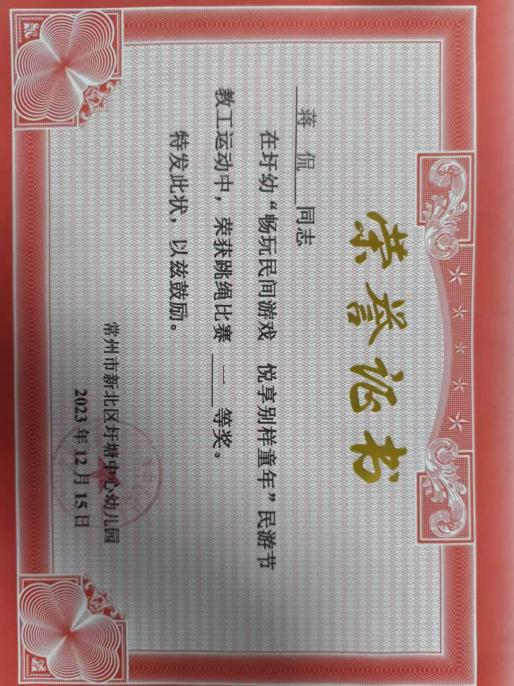 荣誉证书
蒋侃 同志
在圩幼“畅玩民间游戏 悦享别样童年”民游节
教工运动中，荣获跳绳比赛 一 等奖。
特发此状，以兹鼓励。
常州市新北区圩塘中心幼儿园
2023年12月15日